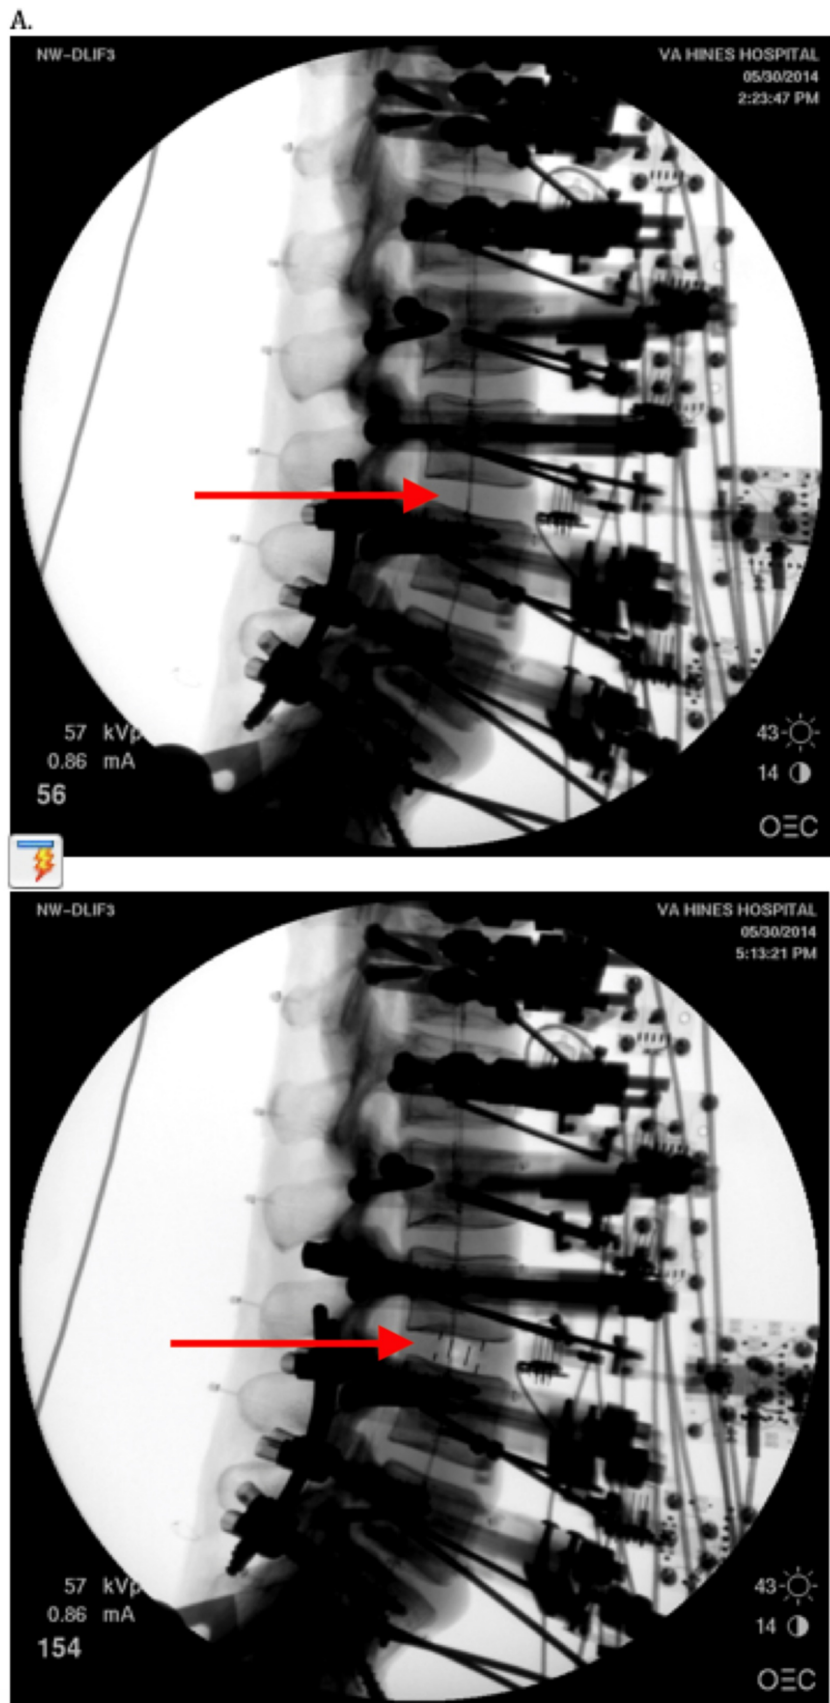 A.
NW-DLIF3
VA HINES HOSPITAL
05/30/2014
2:23:47 PM
57 kVp
0.86 mA
56
43
14
OEC
NW-DLIF3
VA HINES HOSPITAL
05/30/2014
5:13:21 PM
57 kVp
0.86 mA
154
43
14
OEC